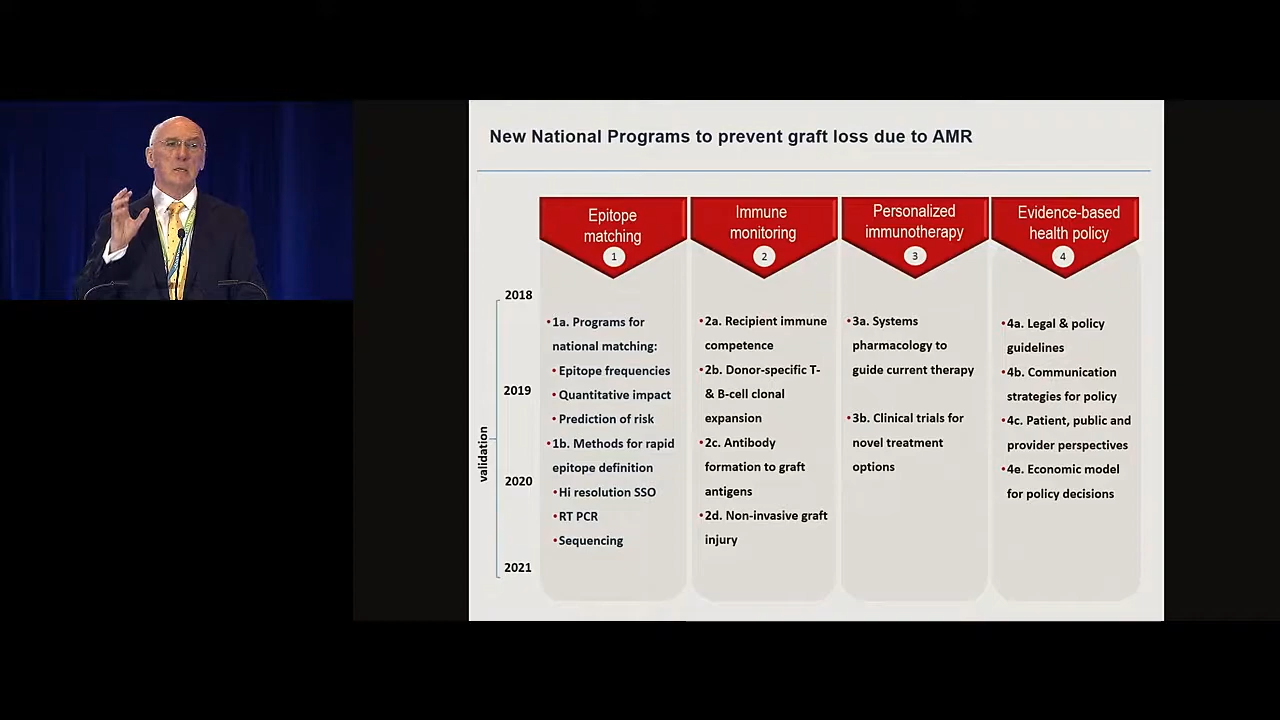 New National Programs to prevent graft loss due to AMR
Epitope
matching
1
Immune
monitoring
2
Personalized
immunotherapy
3
Evidence-based
health policy
4
validation
2018
2019
2020
2021
•1a. Programs for
national matching:
•Epitope frequencies
•Quantitative impact
•Prediction of risk
•1b. Methods for rapid
epitope definition
•Hi resolution SSO
•RT PCR
•Sequencing
•2a. Recipient immune
competence
•2b. Donor-specific T-
& B-cell clonal
expansion
•2c. Antibody
formation to graft
antigens
•2d. Non-invasive graft
injury
•3a. Systems
pharmacology to
guide current therapy
•3b. Clinical trials for
novel treatment
options
•4a. Legal & policy
guidelines
•4b. Communication
strategies for policy
•4c. Patient, public and
provider perspectives
•4e. Economic model
for policy decisions